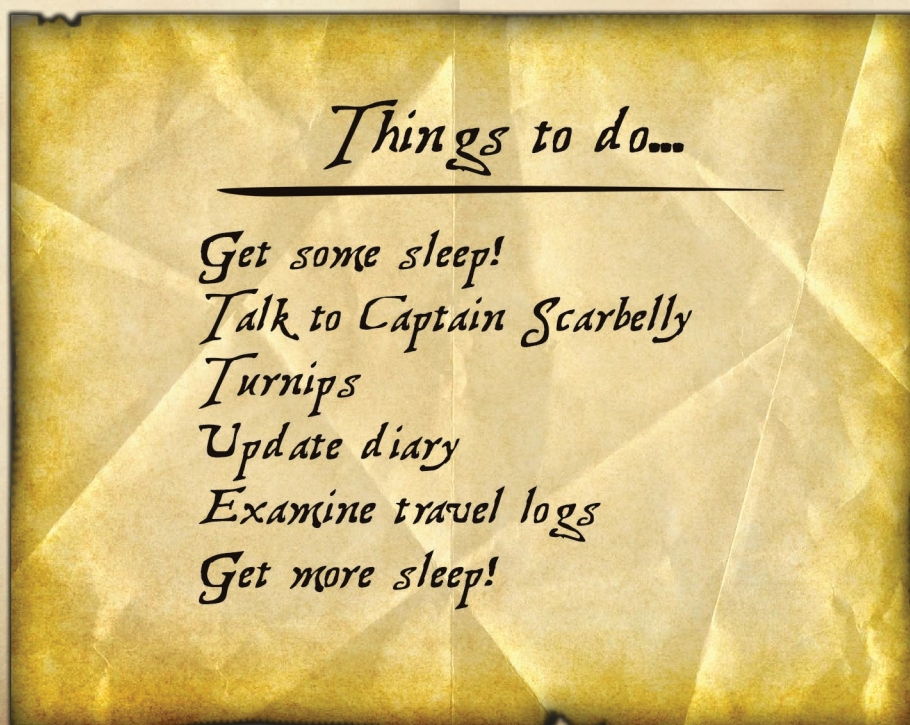 Things to do...
Get some sleep!
Talk to Captain Scarbelly
Turnips
Update diary
Examine travel logs
Get more sleep!